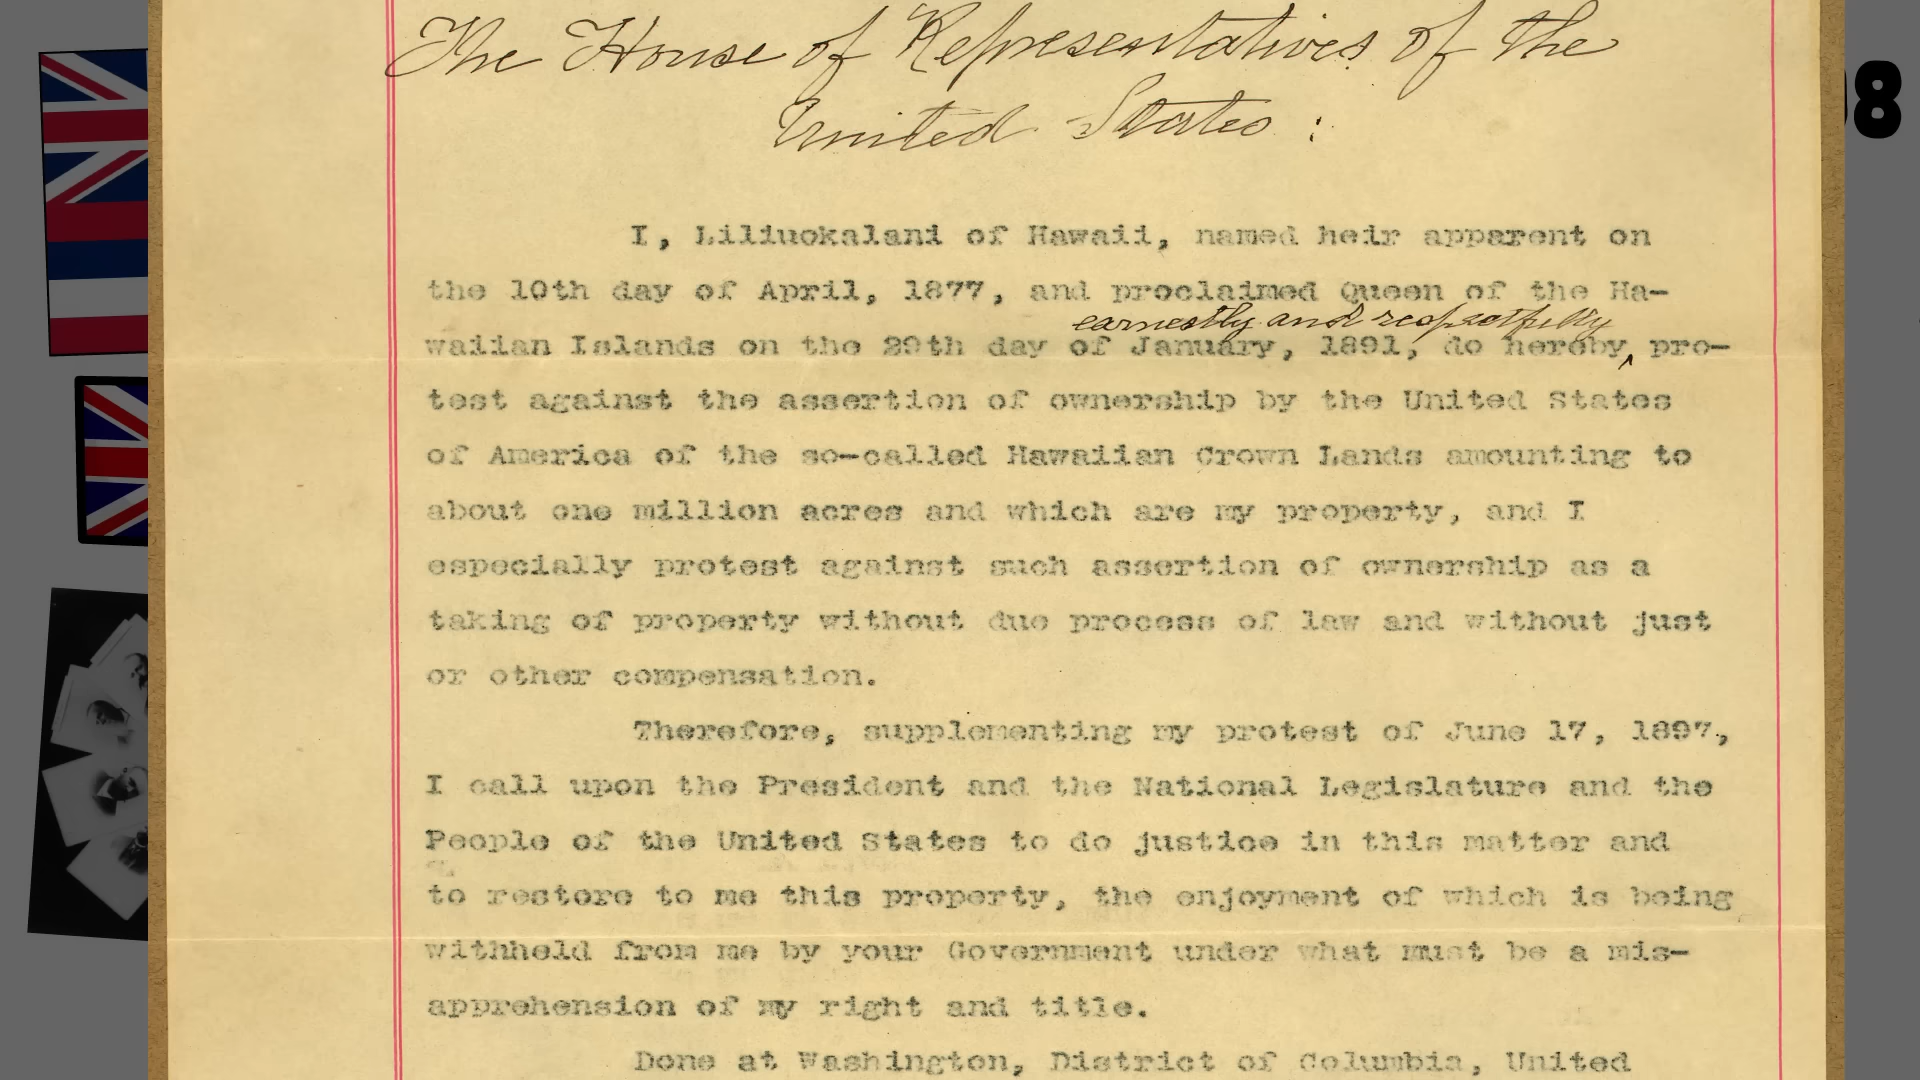 The House of Representatives of the
United States :
8
I, Liliuokalani of Hawaii, named heir apparent on
the 10th day of April, 1877, and proclaimed Queen of the Ha-
earnestly and respectfully
waiian Islands on the 29th day of January, 1891, do hereby^ pro-
test against the assertion of ownership by the United States
of America of the so-called Hawaiian Crown Lands amounting to
about one million acres and which are my property, and I
especially protest against such assertion of ownership as a
taking of property without due process of law and without just
or other compensation.
Therefore, supplementing my protest of June 17, 1897,
I call upon the President and the National Legislature and the
People of the United States to do justice in this matter and
to restore to me this property, the enjoyment of which is being
withheld from me by your Government under what must be a mis-
apprehension of my right and title.
Done at Washington, District of Columbia, United